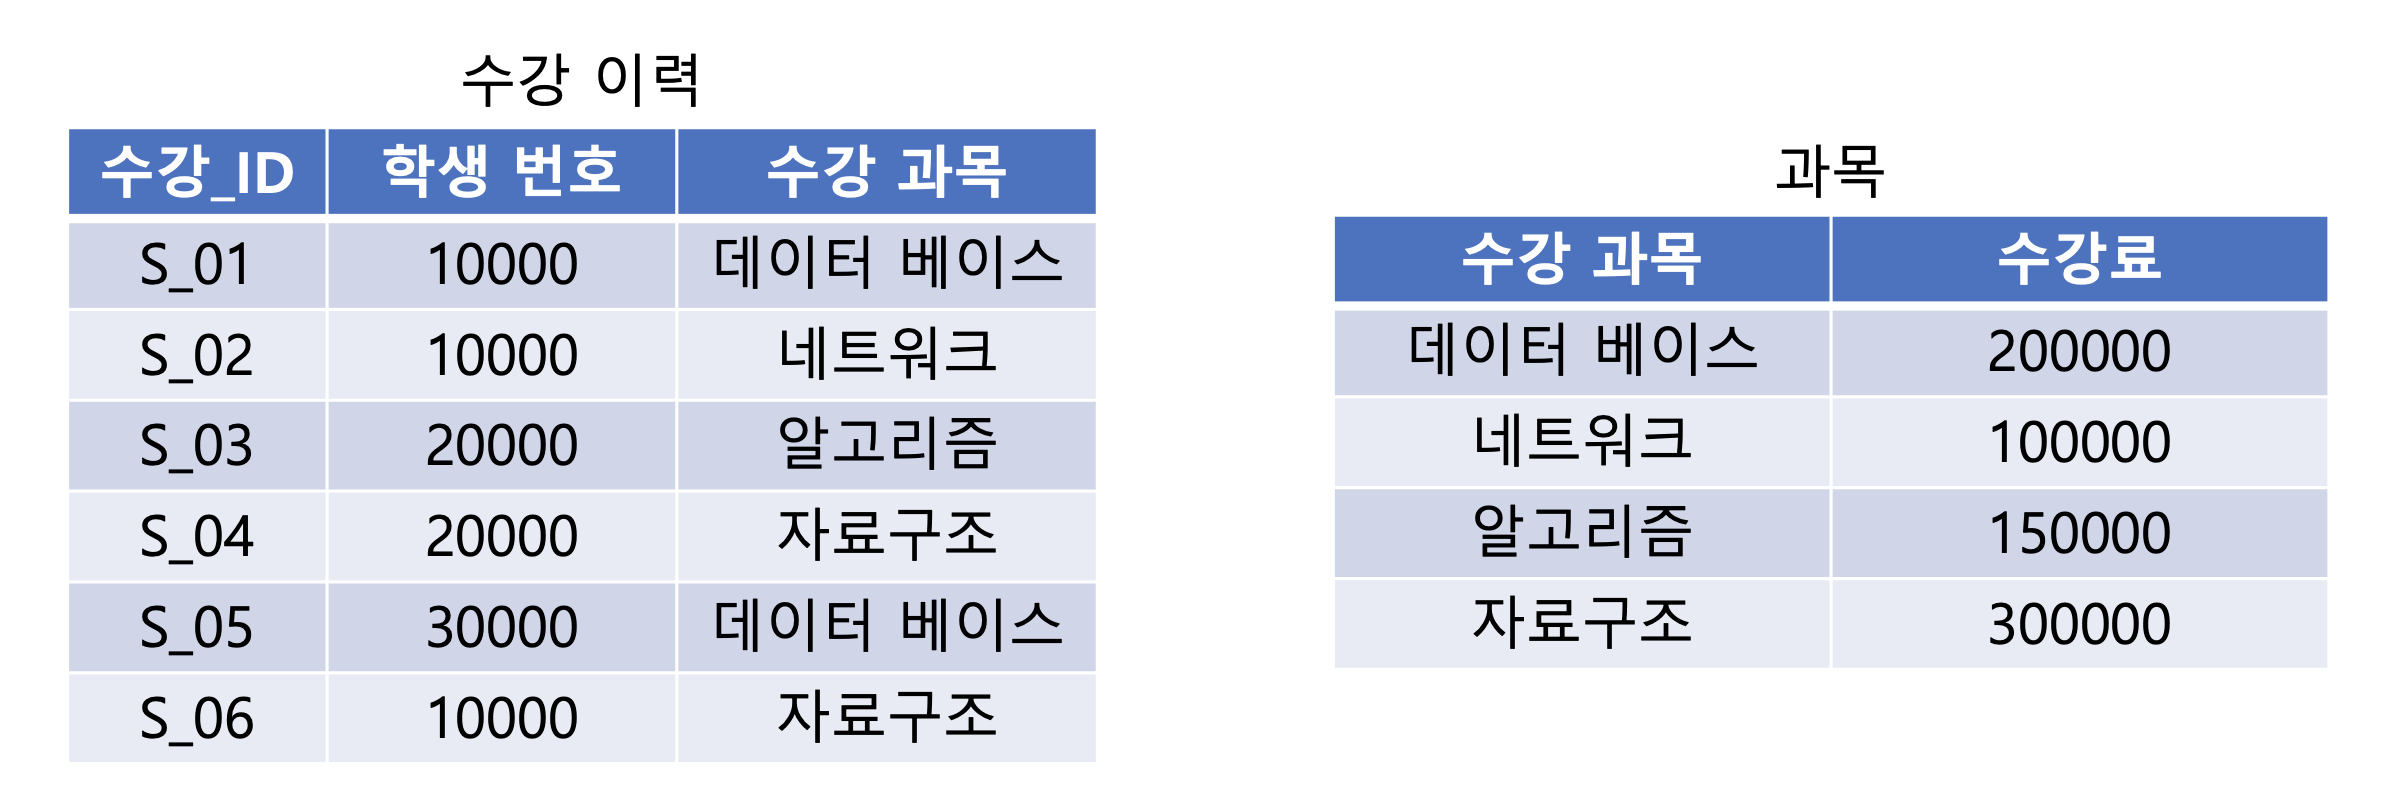 수강 이력
수강_ID 학생 번호 수강 과목
S_01 10000 데이터 베이스
S_02 10000 네트워크
S_03 20000 알고리즘
S_04 20000 자료구조
S_05 30000 데이터 베이스
S_06 10000 자료구조
과목
수강 과목 수강료
데이터 베이스 200000
네트워크 100000
알고리즘 150000
자료구조 300000